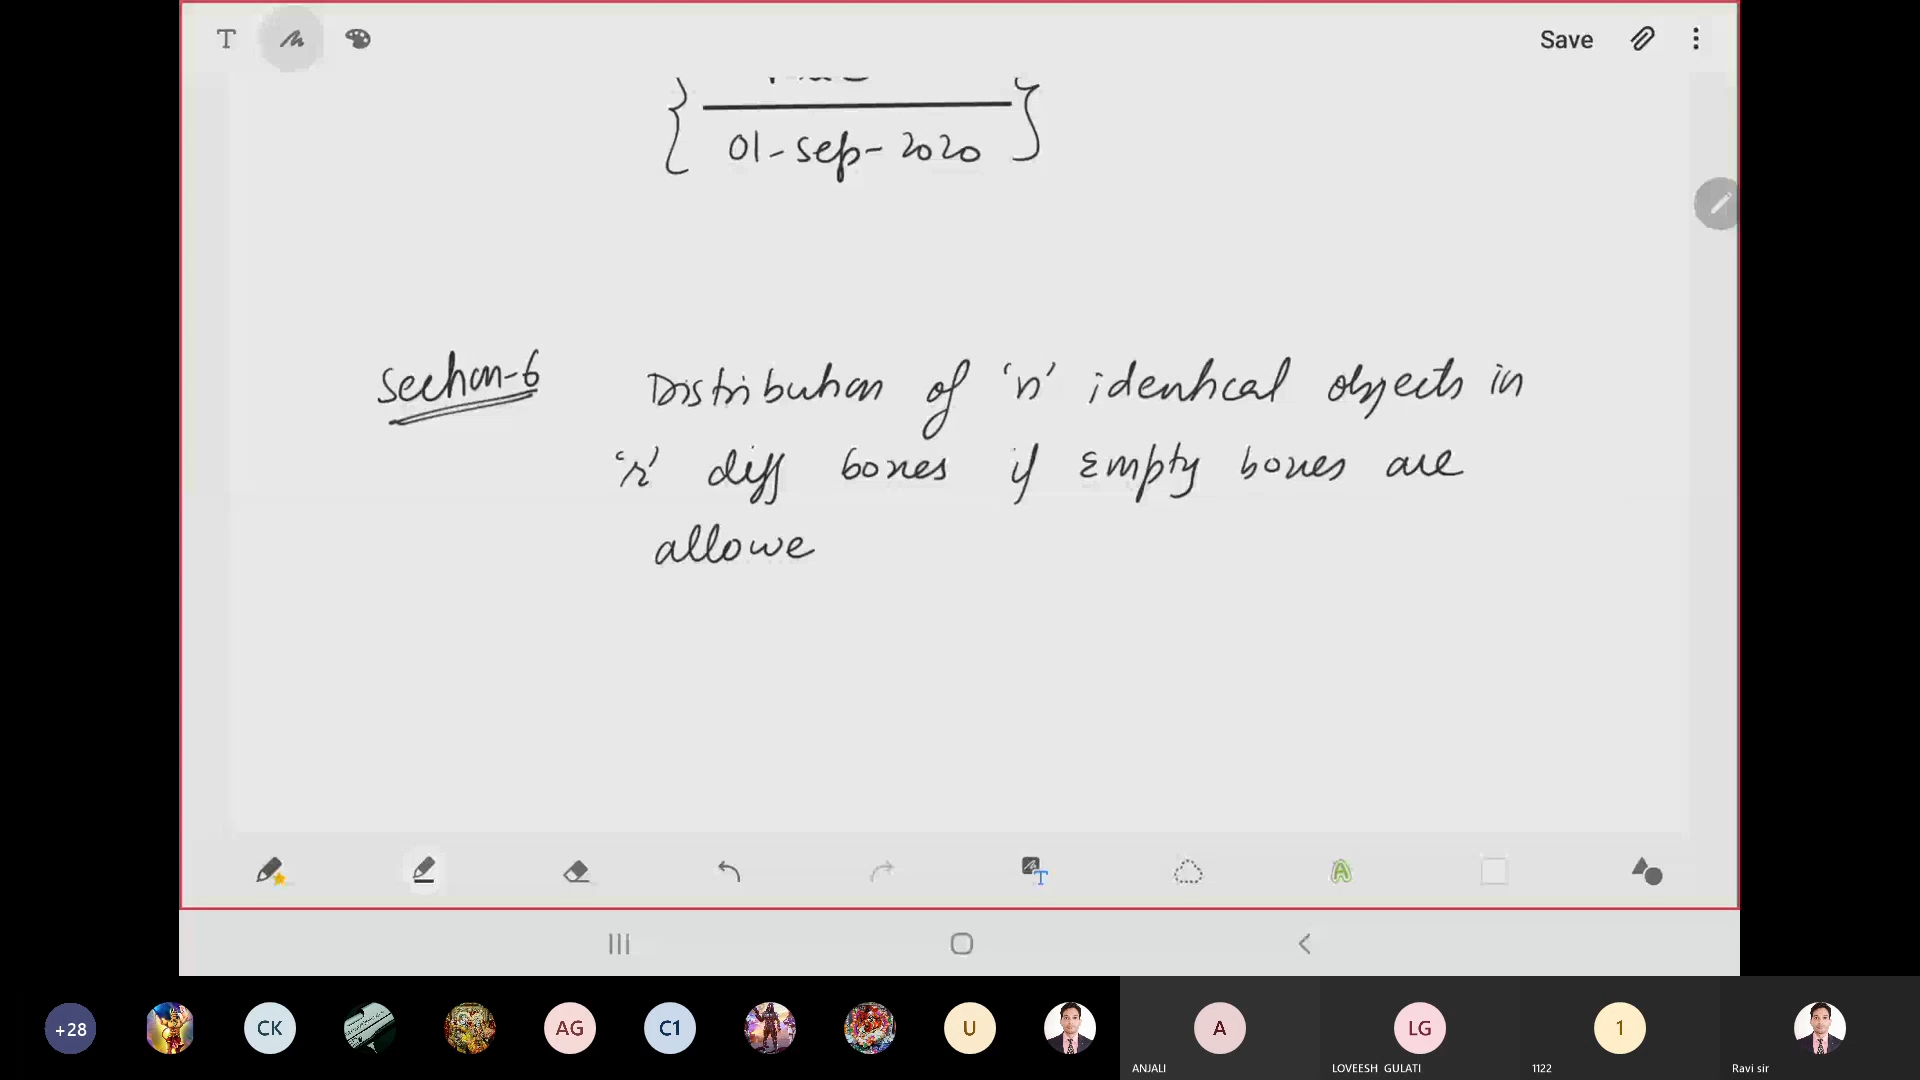 Save
01-Sep-2020
Section-6 Distribution of 'n' identical objects in
'r' diff boxes if Empty boxes are
allowe
+28
CK
AG
C1
U
A
LG
1
ANJALI
LOVEESH GULATI
1122
Ravi sir